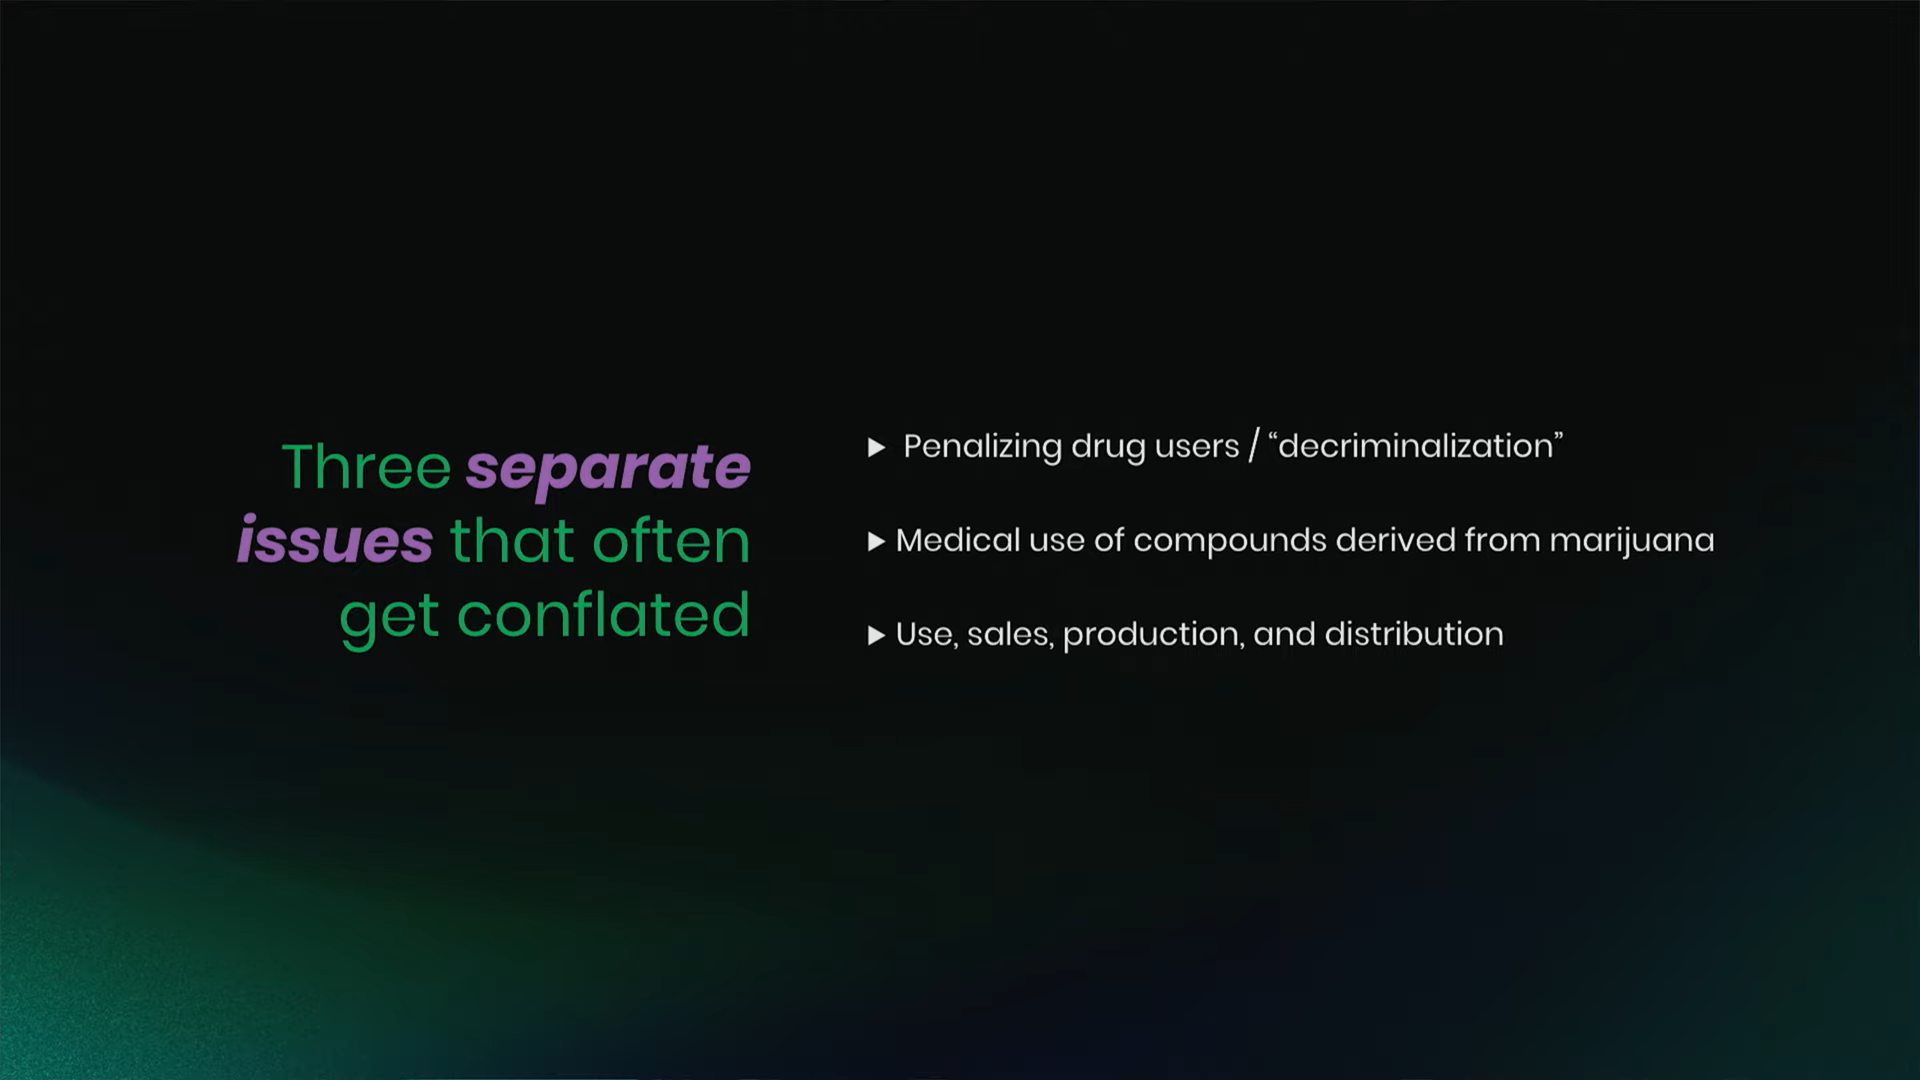 Three separate
issues that often
get conflated
▶ Penalizing drug users / “decriminalization”
▶ Medical use of compounds derived from marijuana
▶ Use, sales, production, and distribution